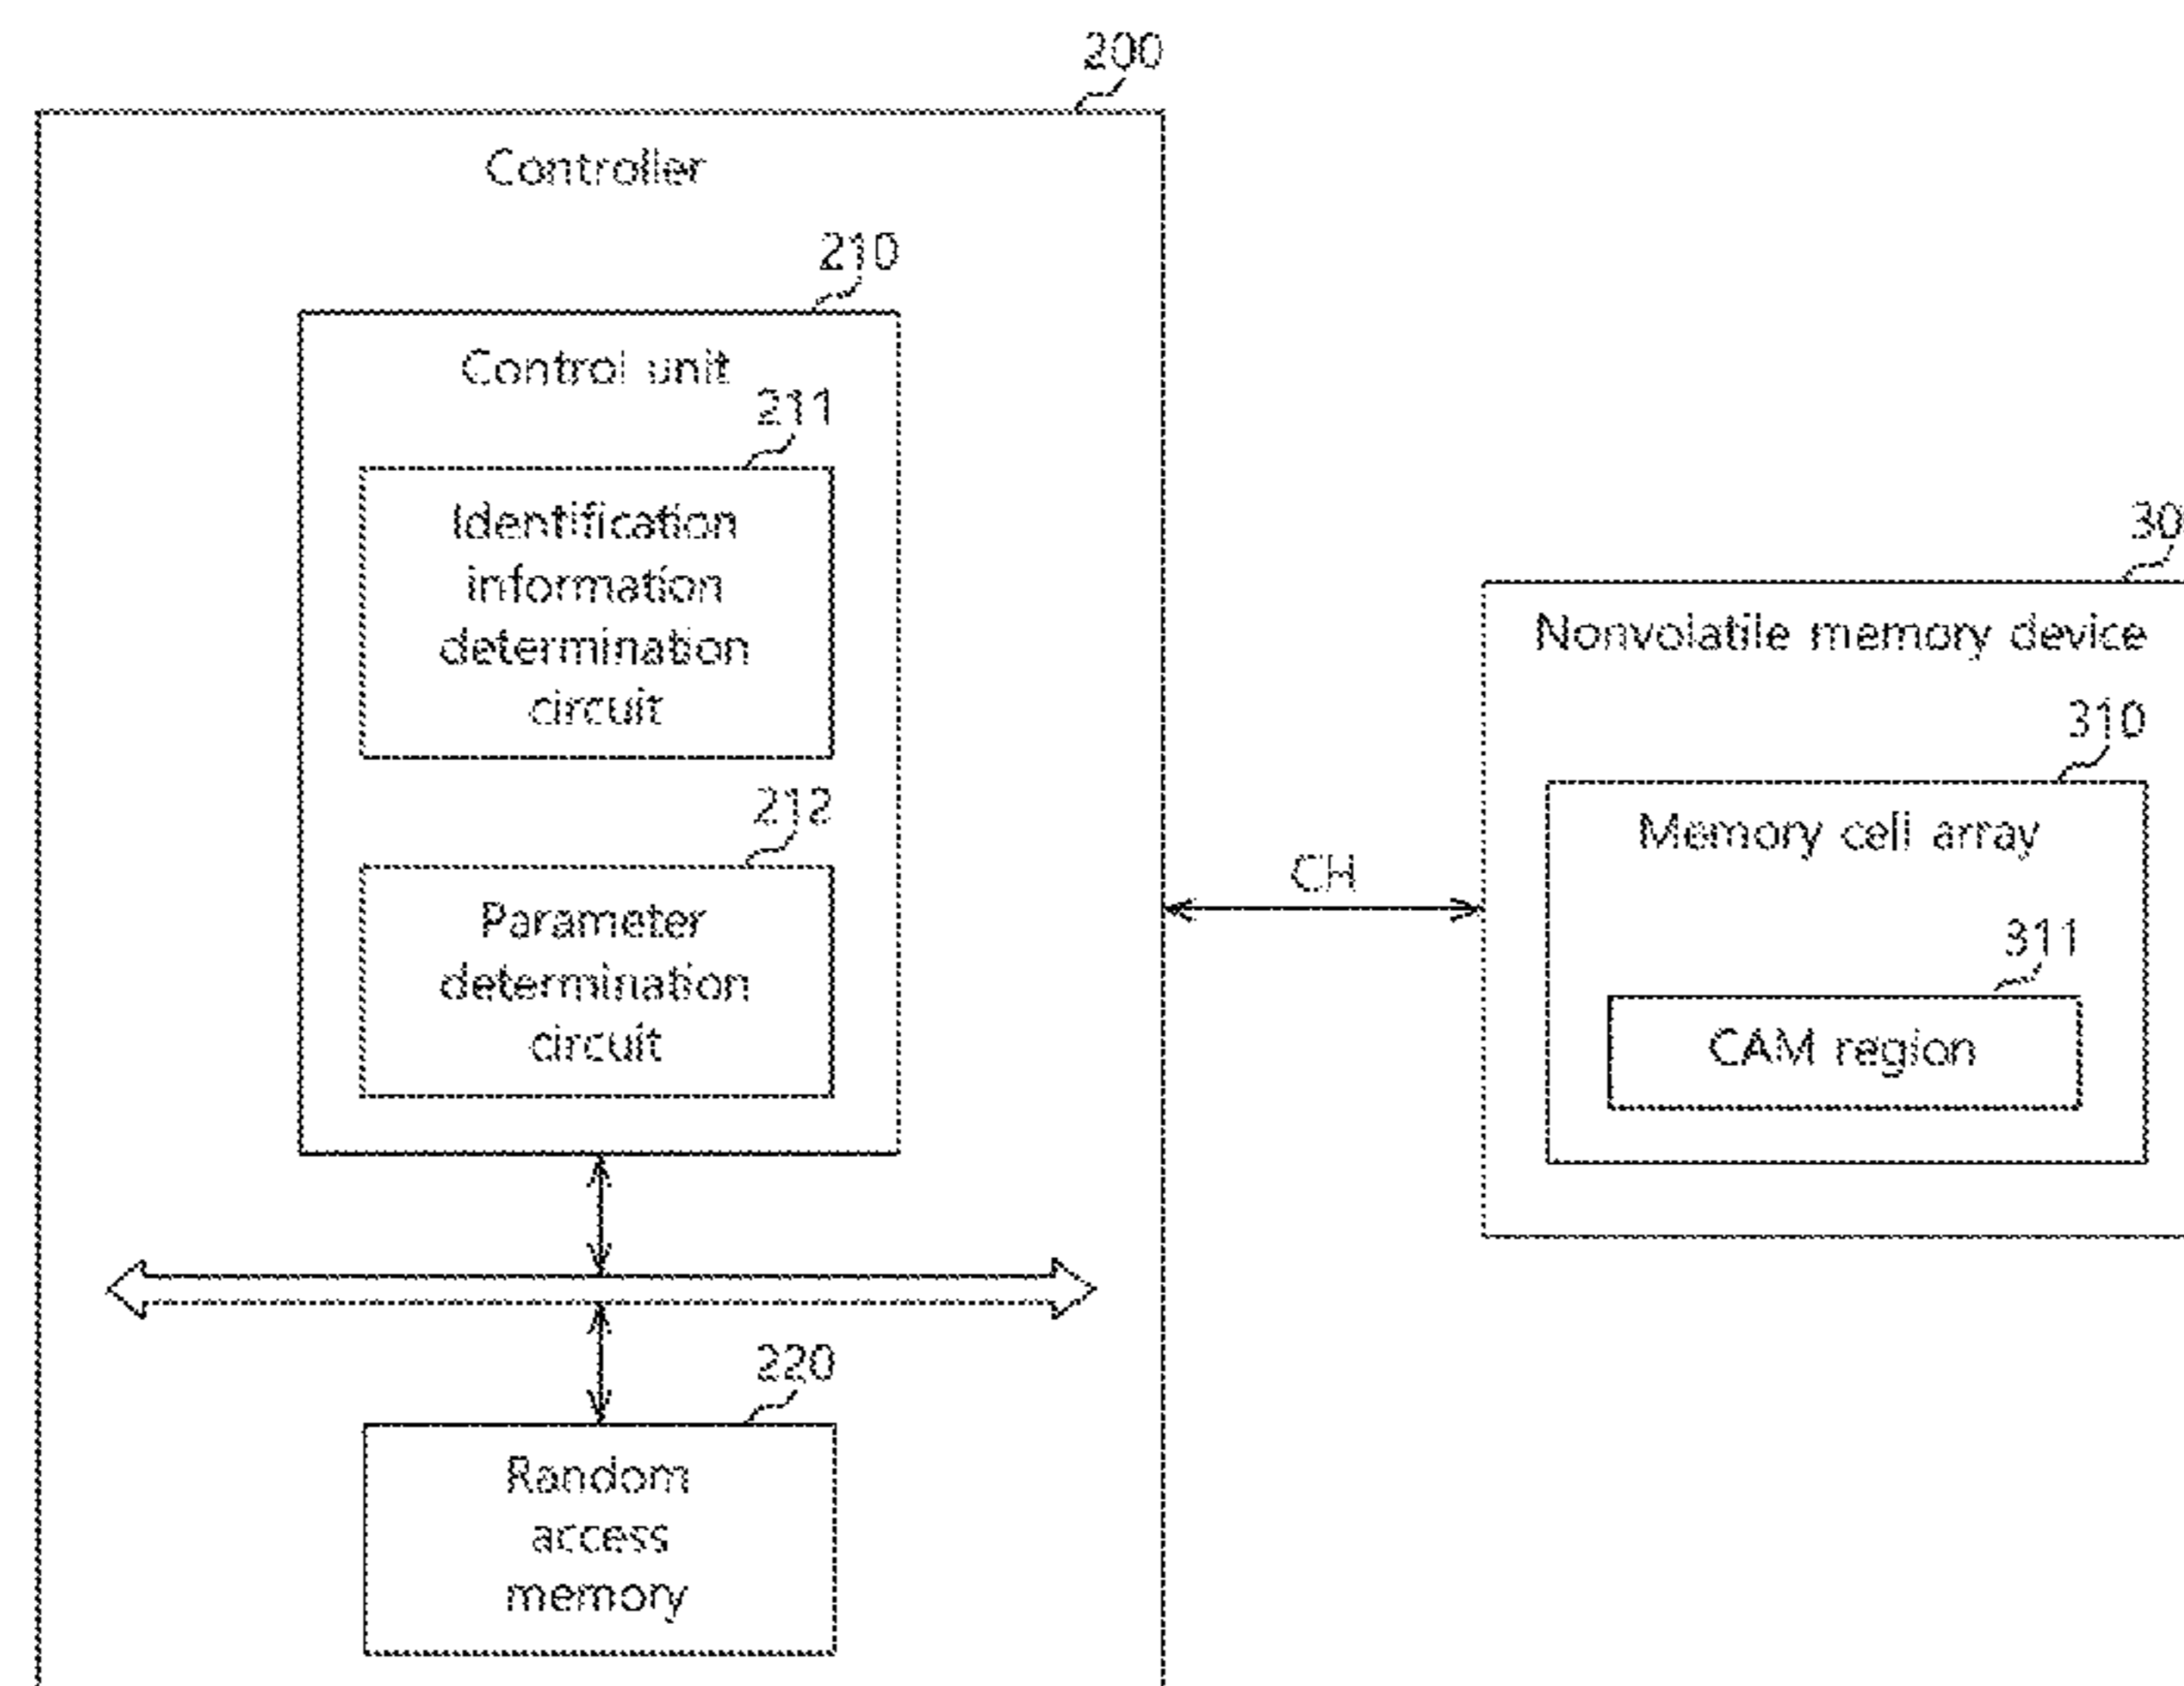 200
Controller
210
Control unit
211
Identification
information
determination
circuit
212
Parameter
determination
circuit
220
Random
access
memory
CH
30
Nonvolatile memory device
310
Memory cell array
311
CAM region